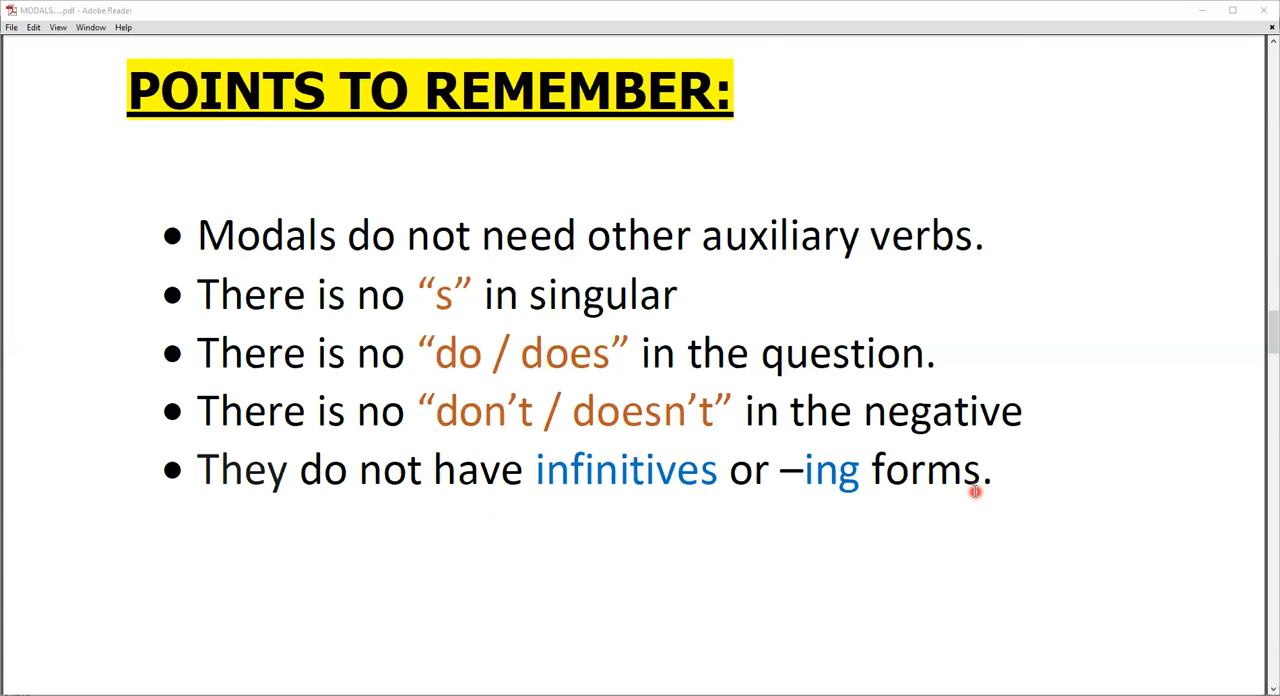 MODALS.....pdf - Adobe Reader
File Edit View Window Help
POINTS TO REMEMBER:
• Modals do not need other auxiliary verbs.
• There is no “s” in singular
• There is no “do / does” in the question.
• There is no “don’t / doesn’t” in the negative
• They do not have infinitives or –ing forms.